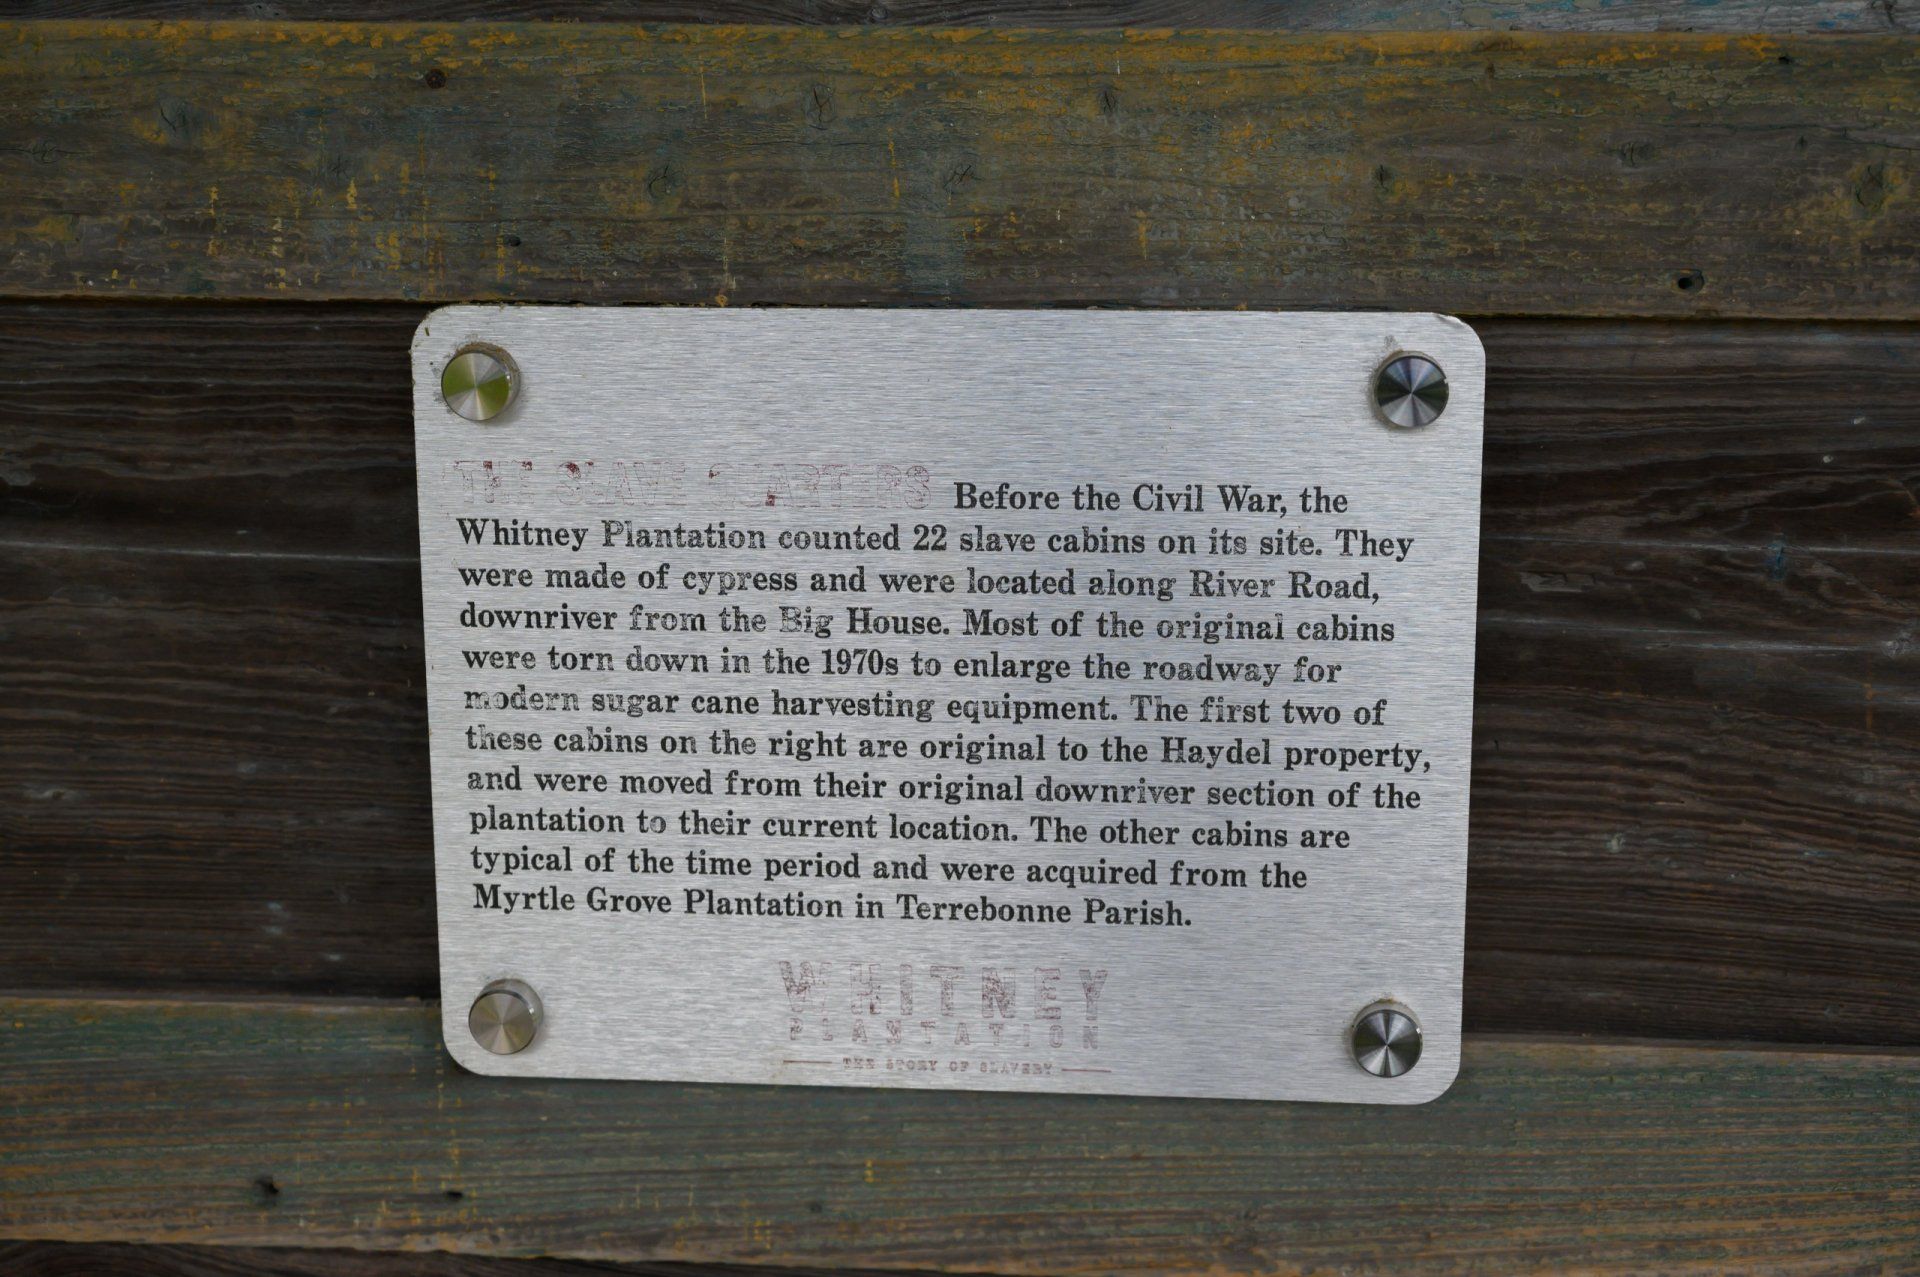 THE SLAVE QUARTERS Before the Civil War, the
Whitney Plantation counted 22 slave cabins on its site. They
were made of cypress and were located along River Road,
downriver from the Big House. Most of the original cabins
were torn down in the 1970s to enlarge the roadway for
modern sugar cane harvesting equipment. The first two of
these cabins on the right are original to the Haydel property,
and were moved from their original downriver section of the
plantation to their current location. The other cabins are
typical of the time period and were acquired from the
Myrtle Grove Plantation in Terrebonne Parish.
WHITNEY
PLANTATION
THE STORY OF SLAVERY